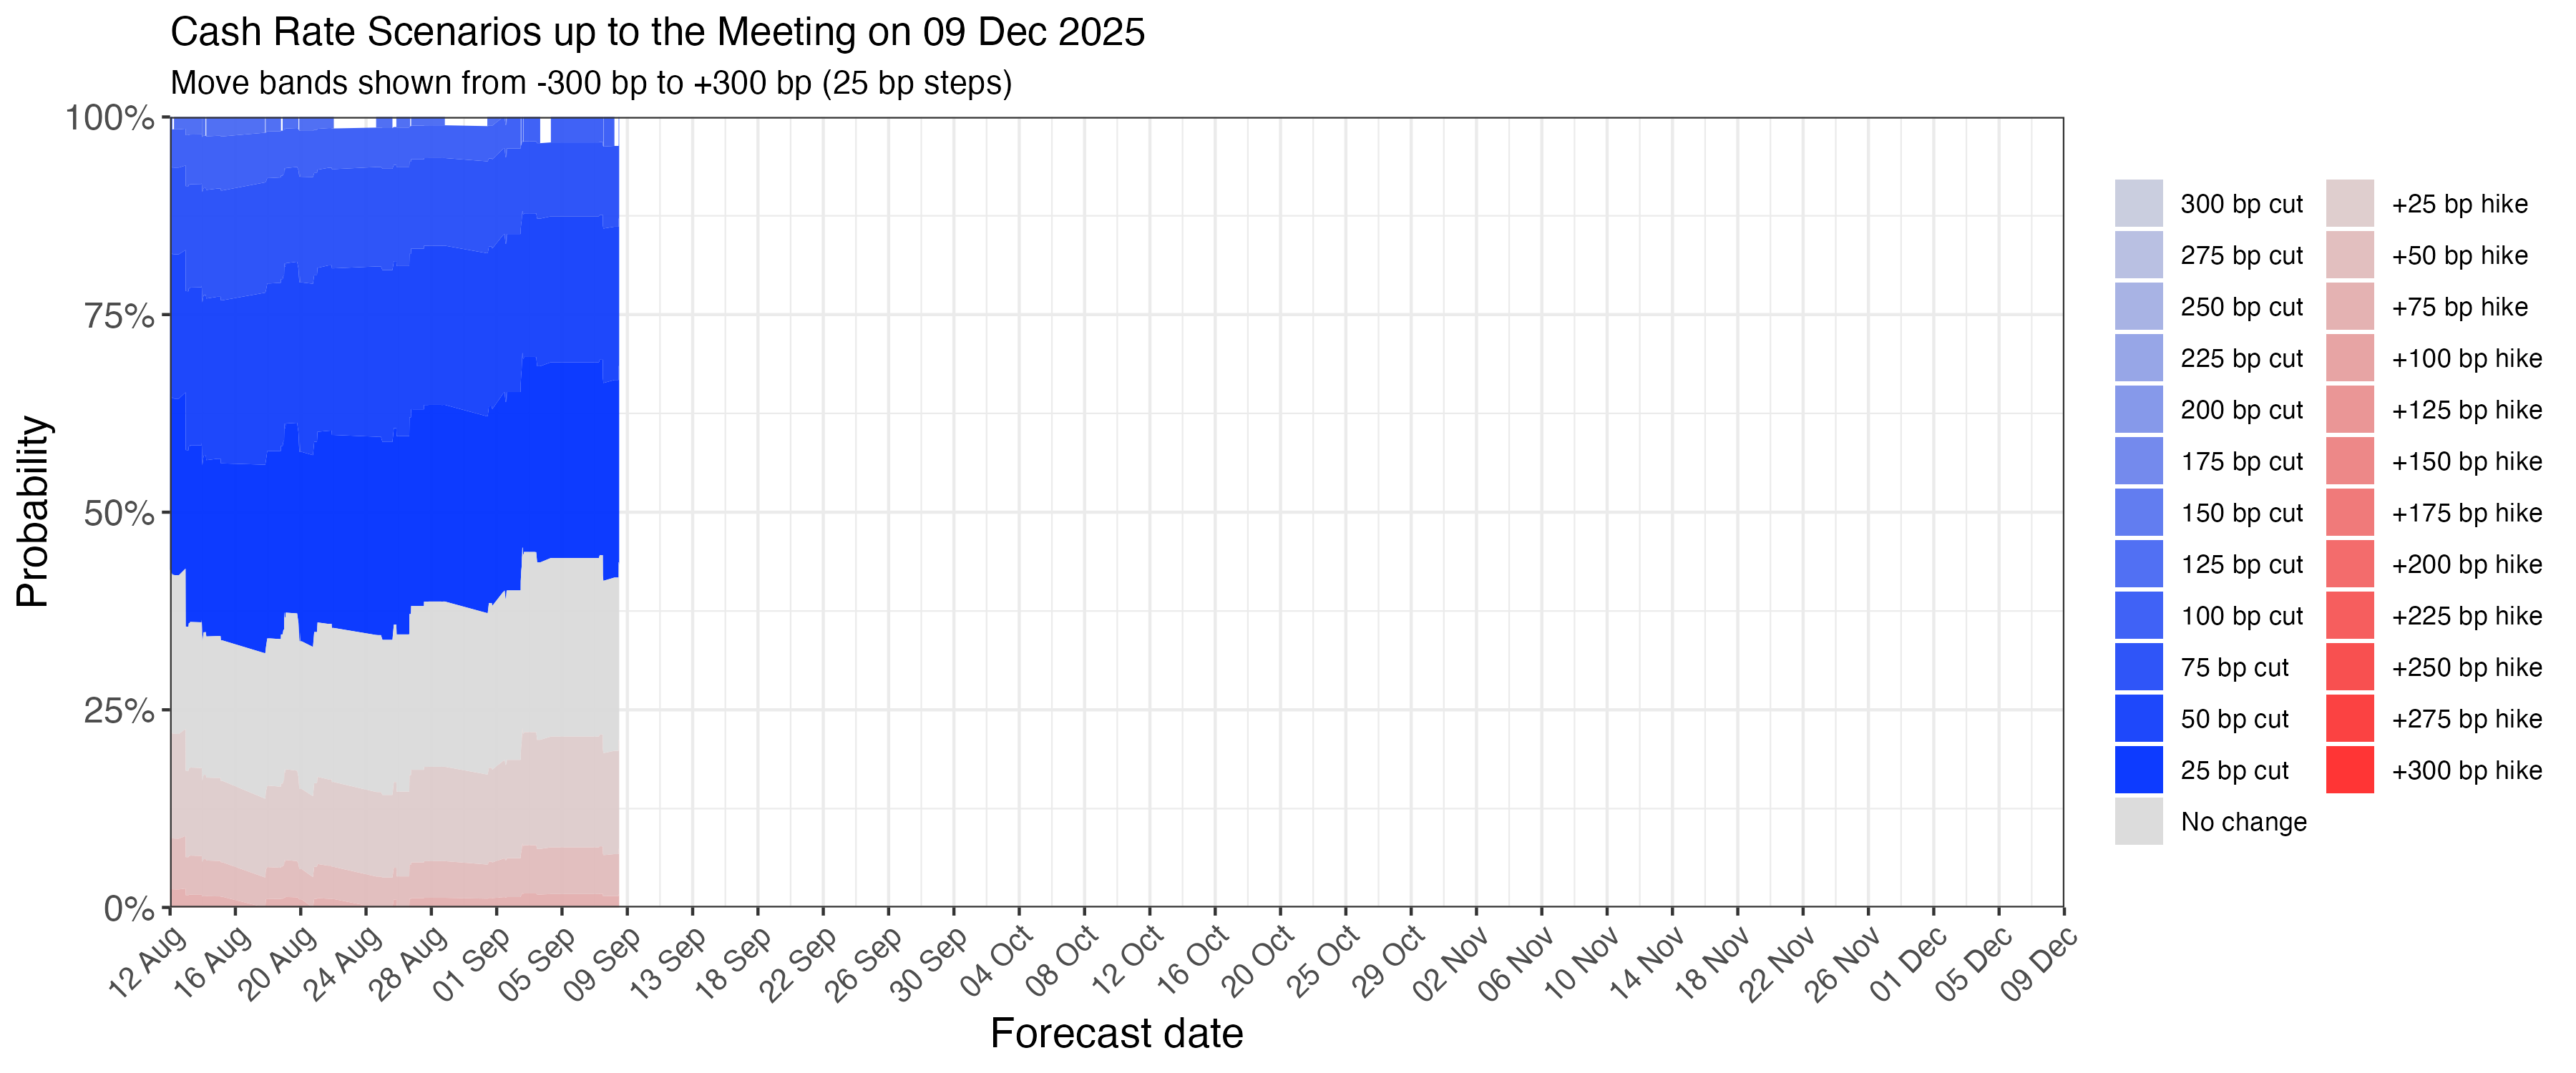 Cash Rate Scenarios up to the Meeting on 09 Dec 2025
Move bands shown from -300 bp to +300 bp (25 bp steps)
Probability
100%
75%
50%
25%
0%
12 Aug
16 Aug
20 Aug
24 Aug
28 Aug
01 Sep
05 Sep
09 Sep
13 Sep
18 Sep
22 Sep
26 Sep
30 Sep
04 Oct
08 Oct
12 Oct
16 Oct
20 Oct
25 Oct
29 Oct
02 Nov
06 Nov
10 Nov
14 Nov
18 Nov
22 Nov
26 Nov
01 Dec
05 Dec
09 Dec
Forecast date
300 bp cut
275 bp cut
250 bp cut
225 bp cut
200 bp cut
175 bp cut
150 bp cut
125 bp cut
100 bp cut
75 bp cut
50 bp cut
25 bp cut
No change
+25 bp hike
+50 bp hike
+75 bp hike
+100 bp hike
+125 bp hike
+150 bp hike
+175 bp hike
+200 bp hike
+225 bp hike
+250 bp hike
+275 bp hike
+300 bp hike